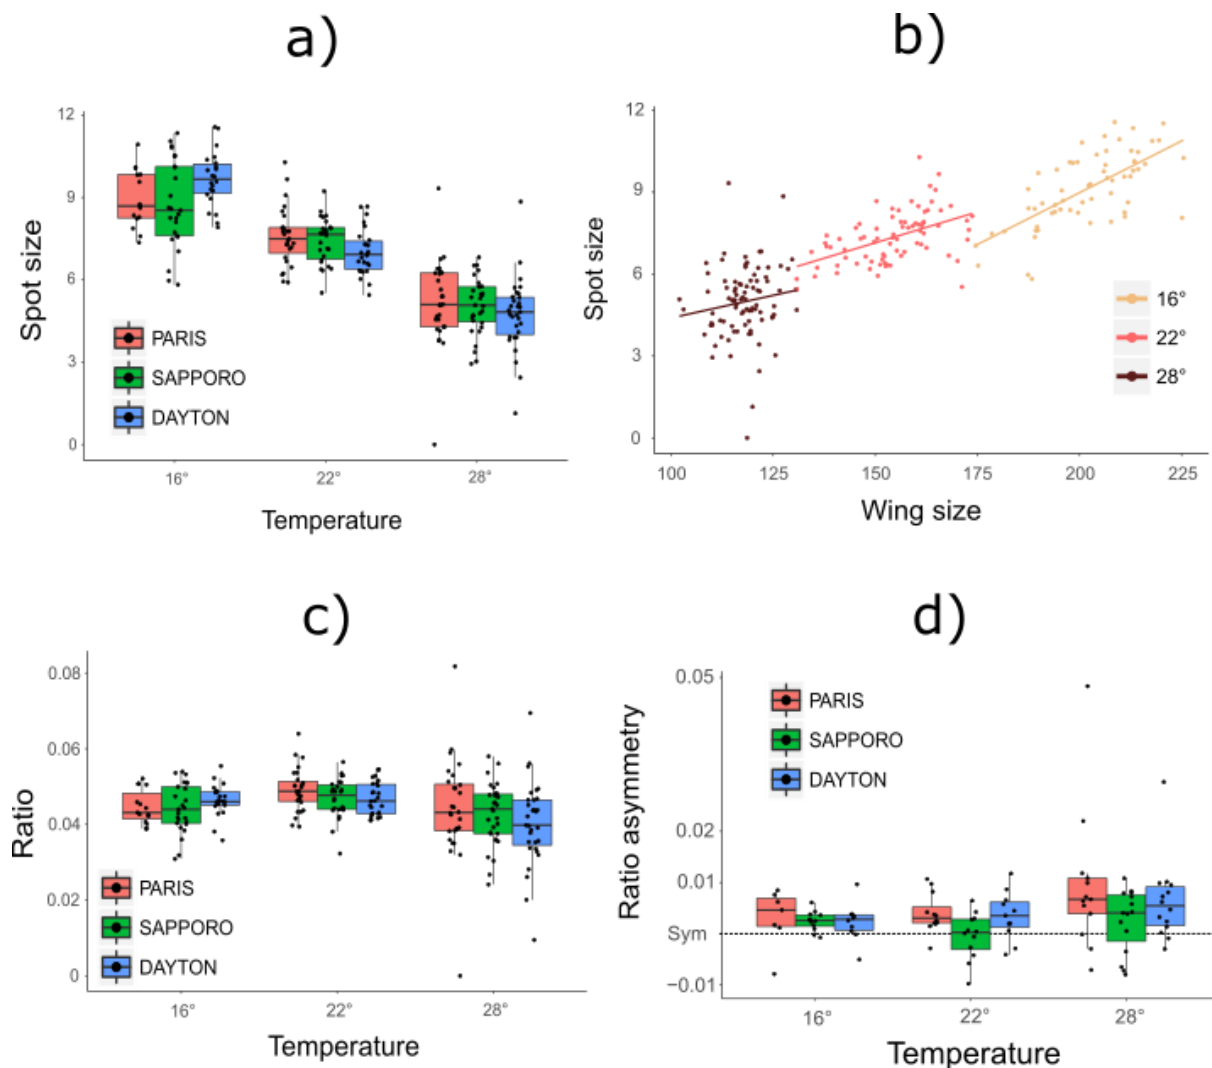 a)
12
9
6
3
0
Spot size
PARIS
SAPPORO
DAYTON
16°
22°
28°
Temperature
b)
12
9
6
3
0
Spot size
16°
22°
28°
100
125
150
175
200
225
Wing size
c)
0.08
0.06
0.04
0.02
0
Ratio
PARIS
SAPPORO
DAYTON
16°
22°
28°
Temperature
d)
0.05
0.02
0.01
Sym
−0.01
Ratio asymmetry
PARIS
SAPPORO
DAYTON
16°
22°
28°
Temperature